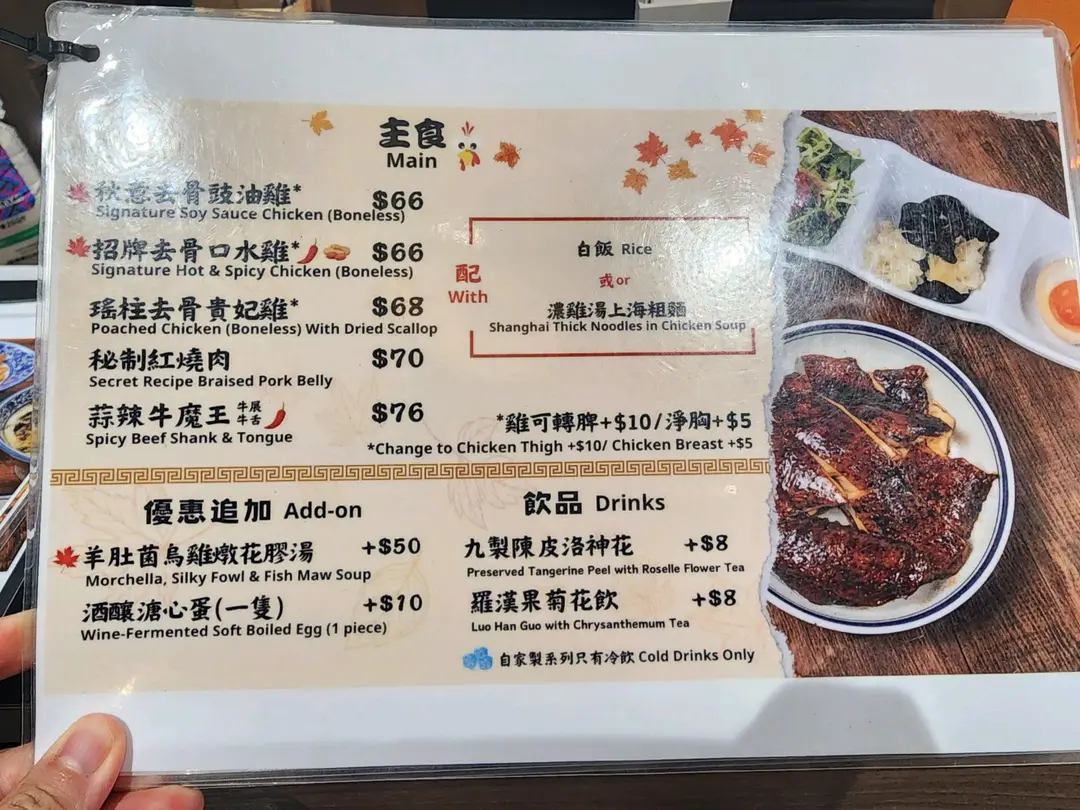 主食
Main
秋意去骨豉油雞* $66
Signature Soy Sauce Chicken (Boneless)
招牌去骨口水雞* $66
Signature Hot & Spicy Chicken (Boneless)
瑤柱去骨貴妃雞* $68
Poached Chicken (Boneless) With Dried Scallop
秘制紅燒肉 $70
Secret Recipe Braised Pork Belly
蒜辣牛魔王 牛展 牛舌 $76
Spicy Beef Shank & Tongue
配
With
白飯 Rice
或or
濃雞湯上海粗麵
Shanghai Thick Noodles in Chicken Soup
*雞可轉髀+$10/淨胸+$5
*Change to Chicken Thigh +$10/ Chicken Breast +$5
優惠追加 Add-on
羊肚菌烏雞燉花膠湯 +$50
Morchella, Silky Fowl & Fish Maw Soup
酒釀溏心蛋(一隻) +$10
Wine-Fermented Soft Boiled Egg (1 piece)
飲品 Drinks
九製陳皮洛神花 +$8
Preserved Tangerine Peel with Roselle Flower Tea
羅漢果菊花飲 +$8
Luo Han Guo with Chrysanthemum Tea
自家製系列只有冷飲 Cold Drinks Only